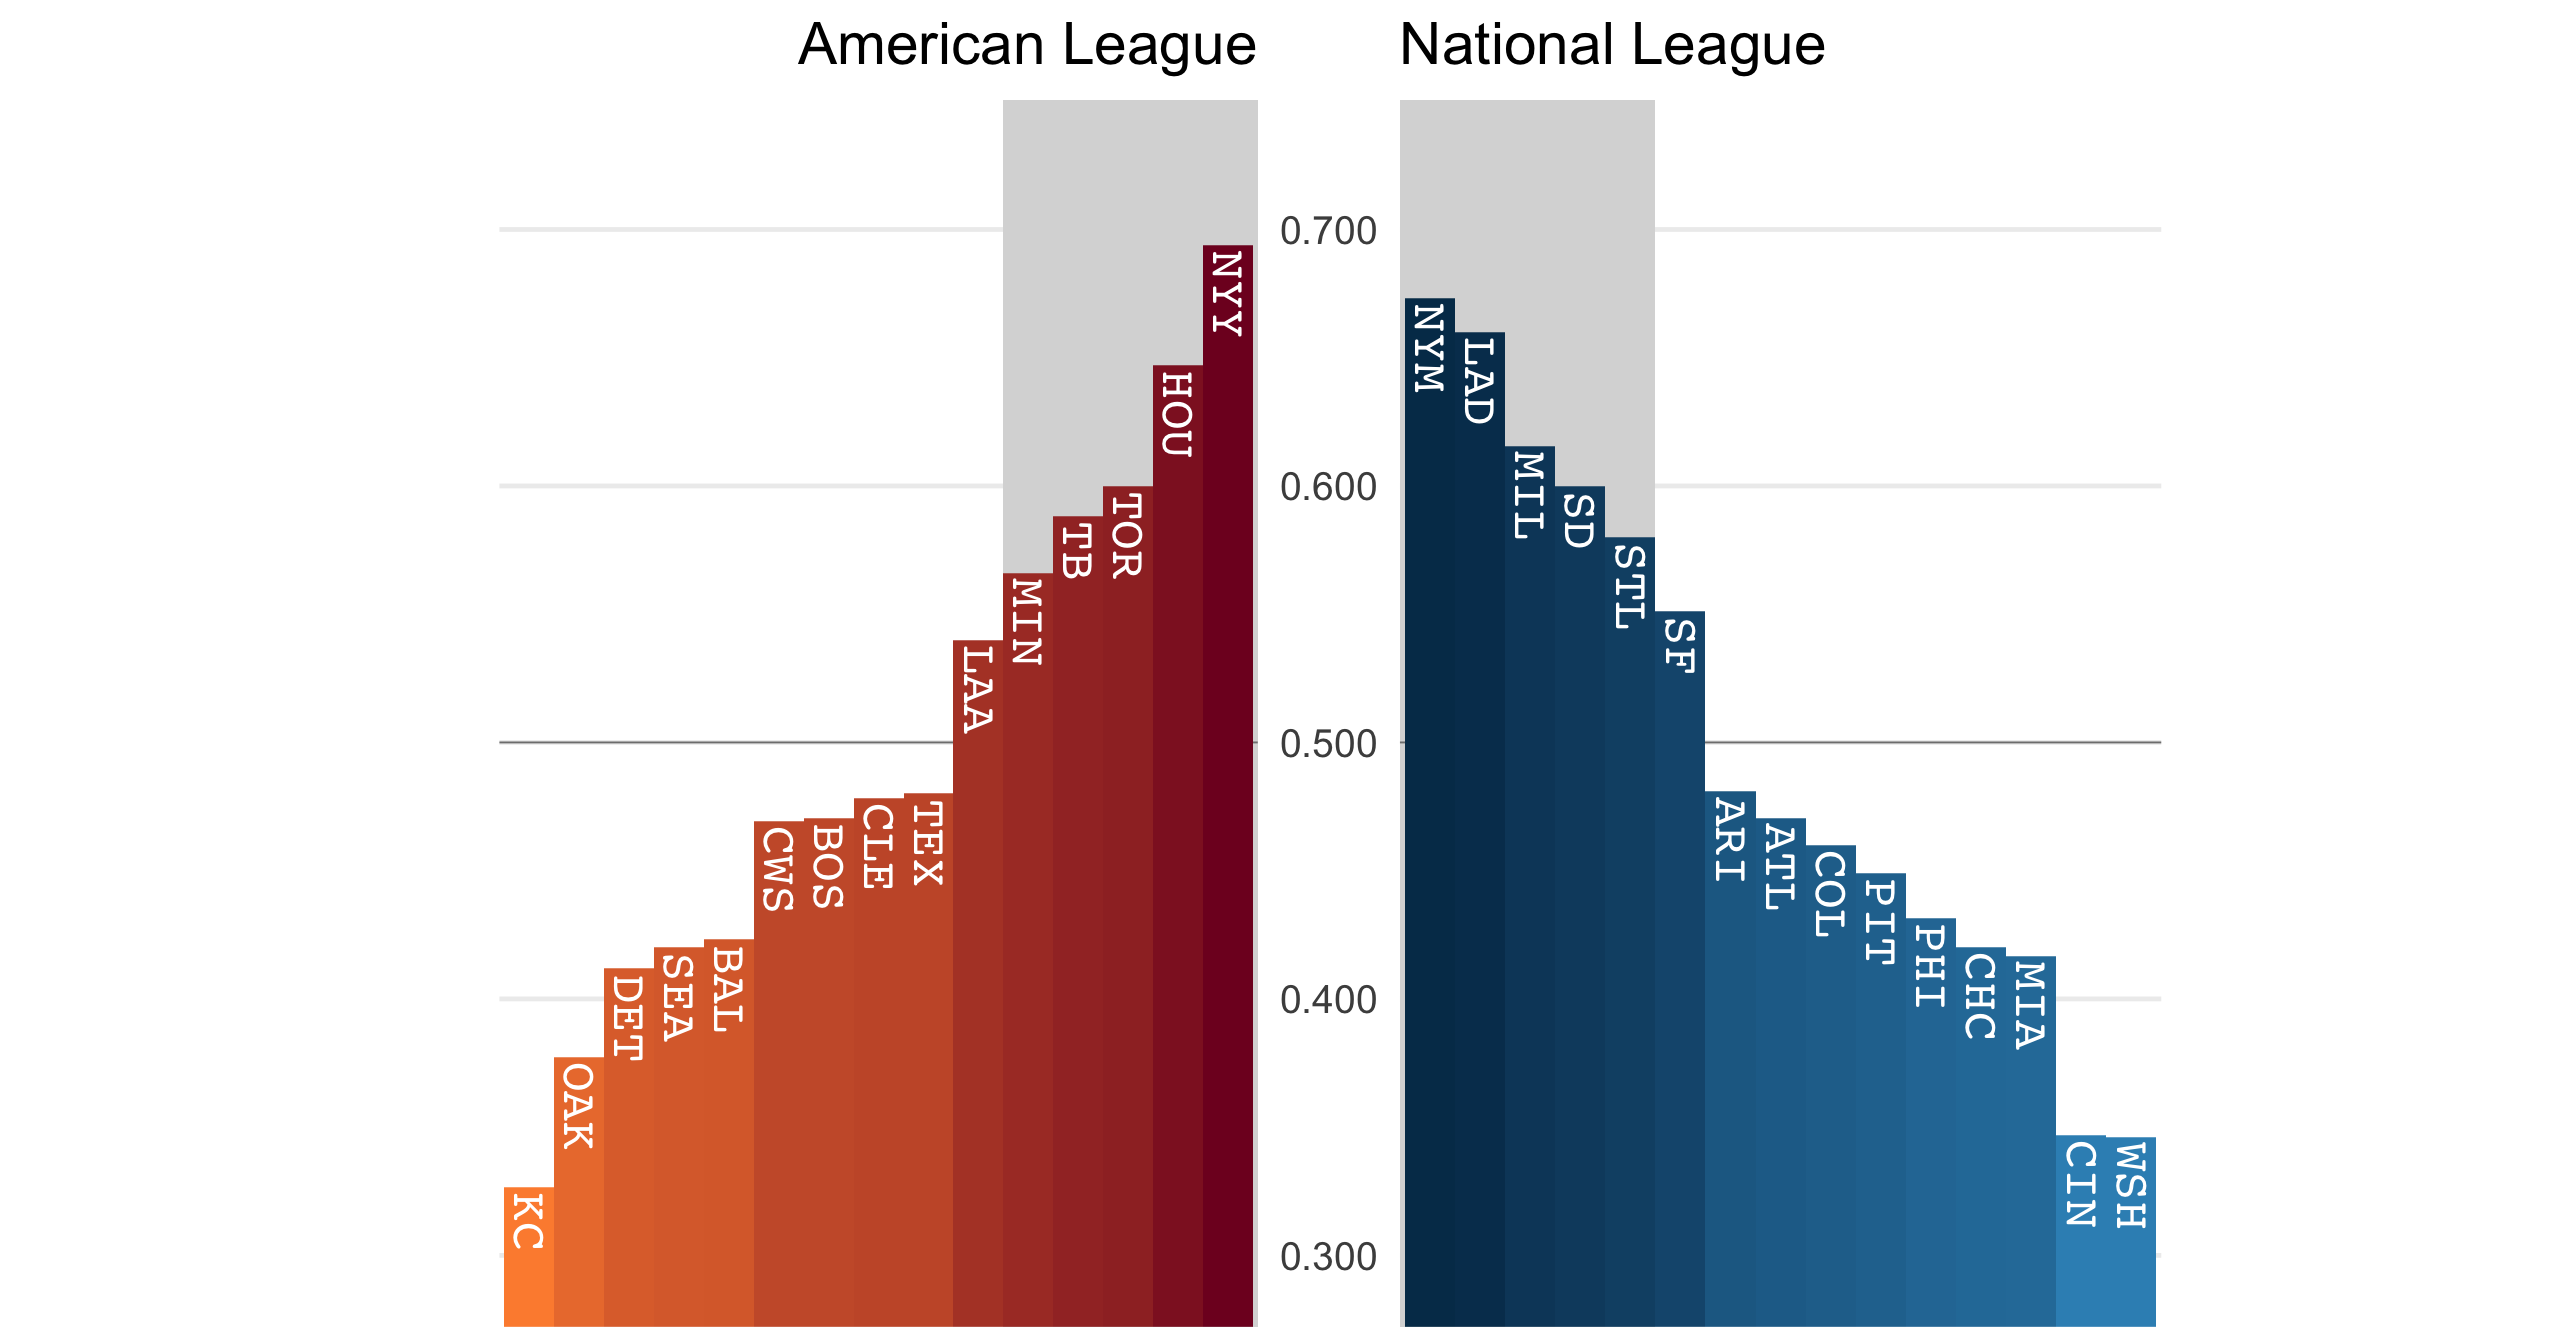 American League
National League
0.700
0.600
0.500
0.400
0.300
KC
OAK
DET
SEA
BAL
CWS
BOS
CLE
TEX
LAA
MIN
TB
TOR
HOU
NYY
NYM
LAD
MIL
SD
STL
SF
ARI
ATL
COL
PIT
PHI
CHC
MIA
CIN
WSH